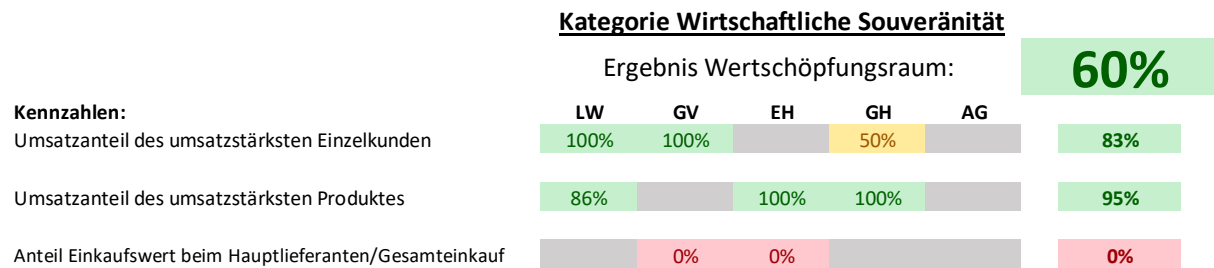 Kategorie Wirtschaftliche Souveränität
Ergebnis Wertschöpfungsraum: 60%
Kennzahlen: LW GV EH GH AG
Umsatzanteil des umsatzstärksten Einzelkunden 100% 100% 50% 83%
Umsatzanteil des umsatzstärksten Produktes 86% 100% 100% 95%
Anteil Einkaufswert beim Hauptlieferanten/Gesamteinkauf 0% 0% 0%